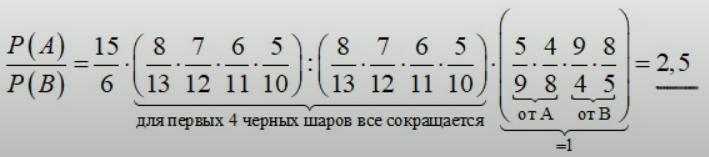 P(A)/P(B) = 15/6 · (8/13 · 7/12 · 6/11 · 5/10) : (8/13 · 7/12 · 6/11 · 5/10) · (5/9 · 4/8 · 9/4 · 8/5) = 2,5
для первых 4 черных шаров все сокращается
от А от В
=1